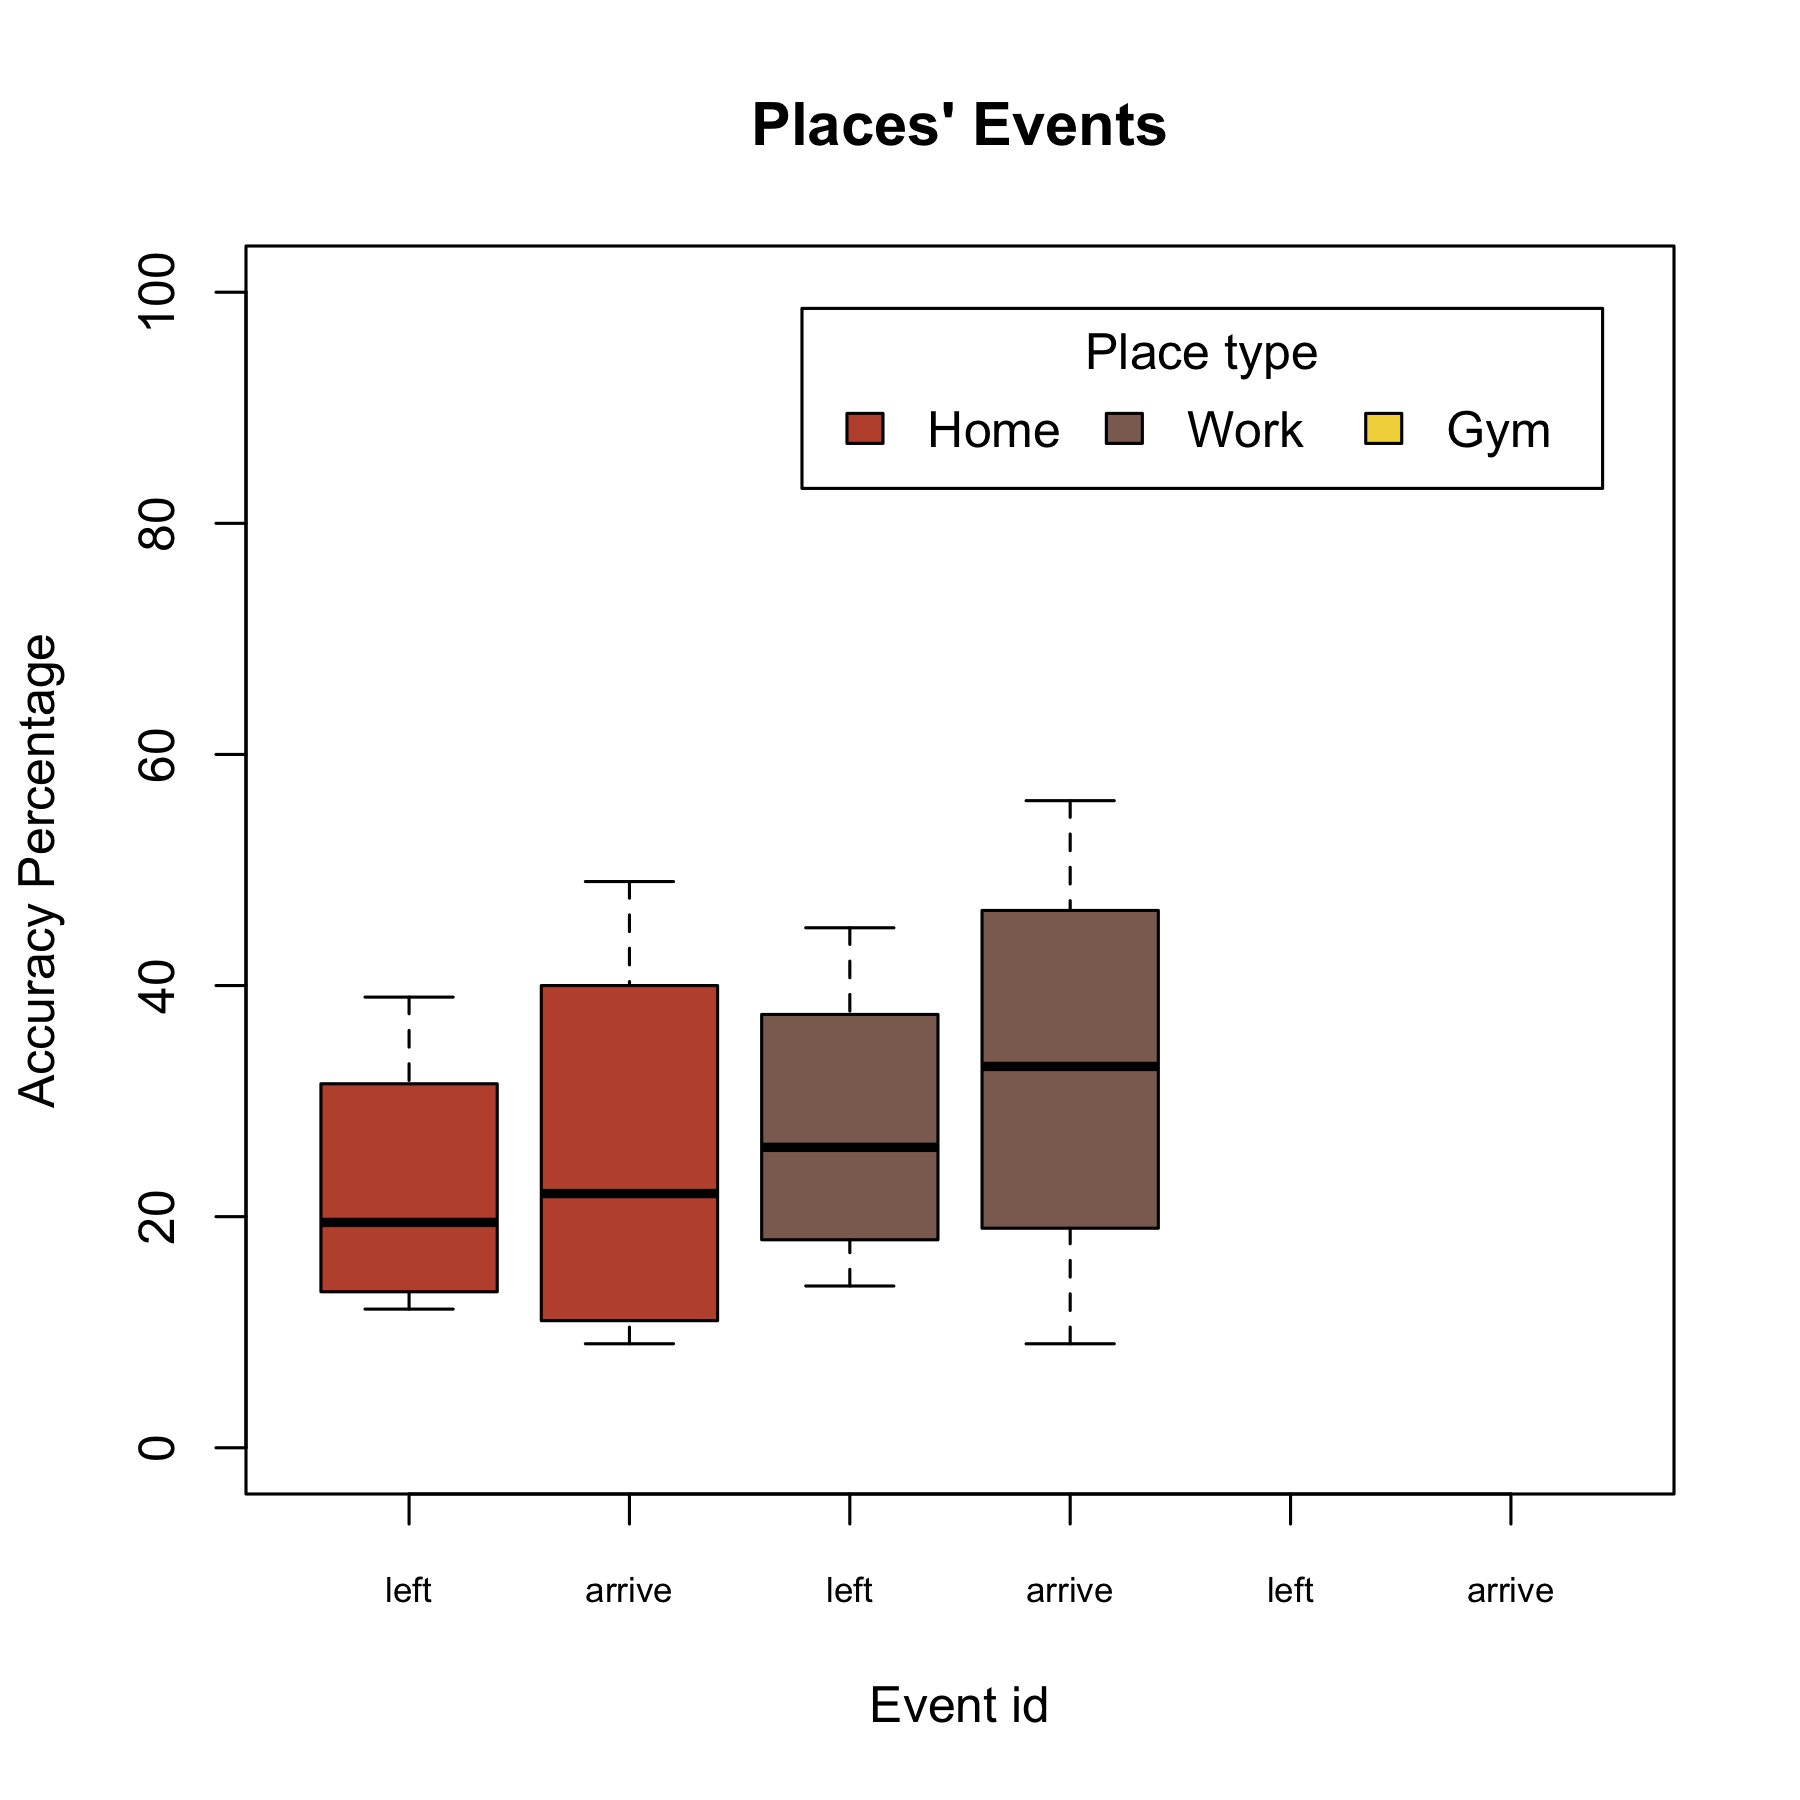 Places' Events
Place type
Home Work Gym
100
80
60
40
20
0
Accuracy Percentage
left arrive left arrive left arrive
Event id